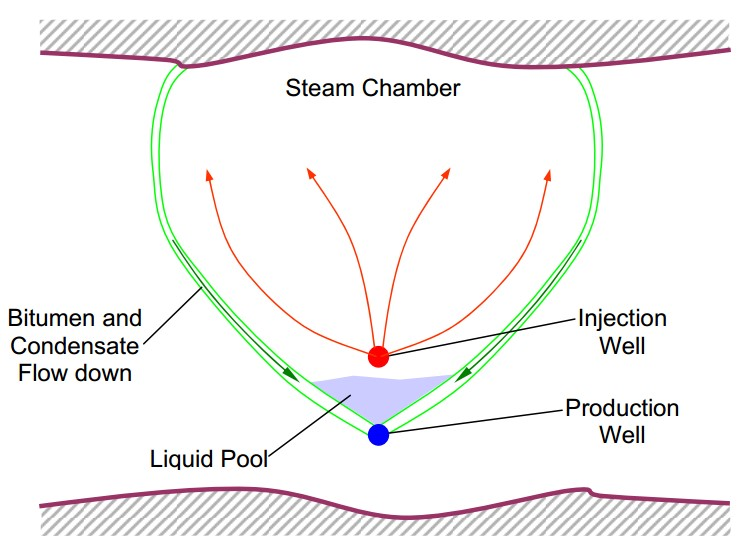 Steam Chamber
Bitumen and
Condensate
Flow down
Injection
Well
Production
Well
Liquid Pool